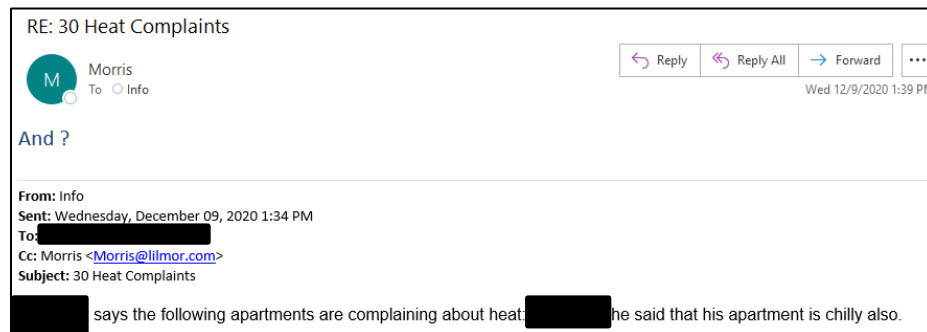 RE: 30 Heat Complaints
Reply Reply All Forward ...
M Morris
To Info
Wed 12/9/2020 1:39 PM
And ?
From: Info
Sent: Wednesday, December 09, 2020 1:34 PM
To:
Cc: Morris <Morris@lilmor.com>
Subject: 30 Heat Complaints
says the following apartments are complaining about heat: he said that his apartment is chilly also.